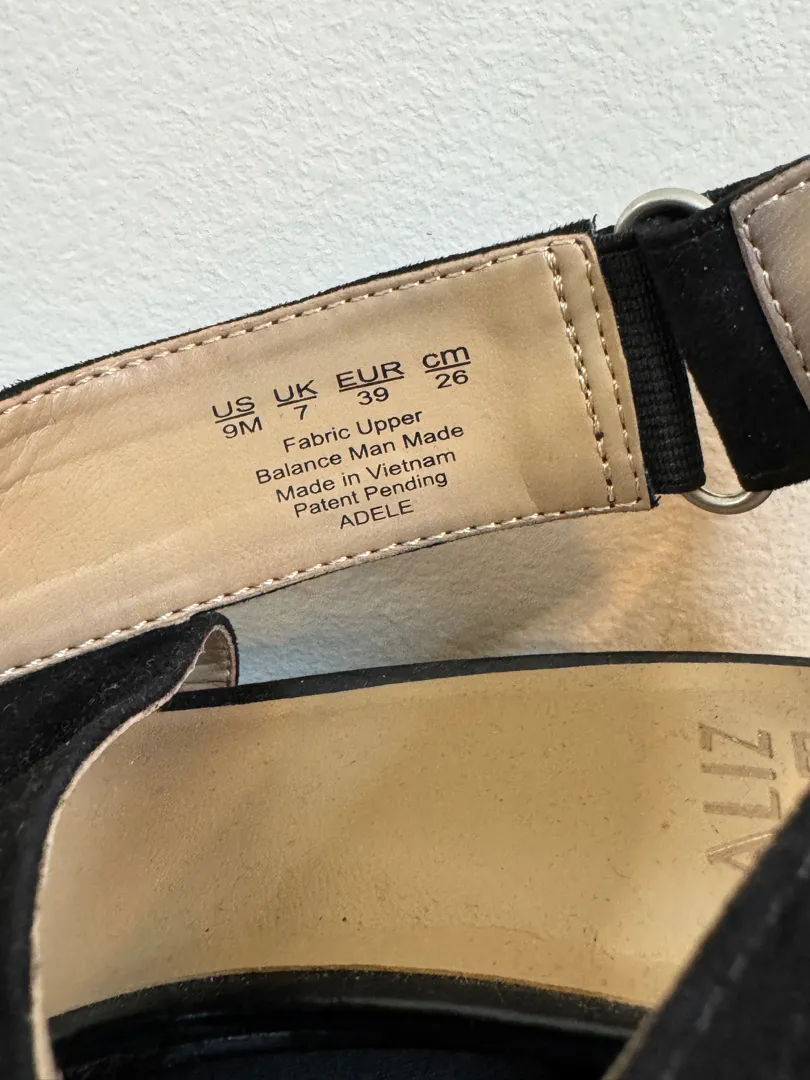 US UK EUR cm
9M 7 39 26
Fabric Upper
Balance Man Made
Made in Vietnam
Patent Pending
ADELE
ALIZ